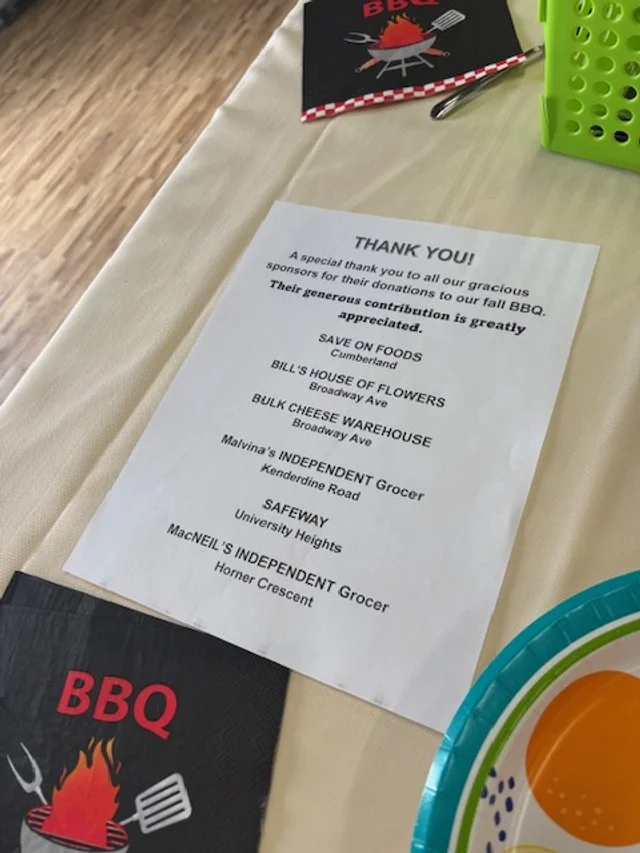 BBQ
THANK YOU!
A special thank you to all our gracious
sponsors for their donations to our fall BBQ.
Their generous contribution is greatly
appreciated.
SAVE ON FOODS
Cumberland
BILL'S HOUSE OF FLOWERS
Broadway Ave
BULK CHEESE WAREHOUSE
Broadway Ave
Malvina's INDEPENDENT Grocer
Kenderdine Road
SAFEWAY
University Heights
MacNEIL'S INDEPENDENT Grocer
Horner Crescent
BBQ